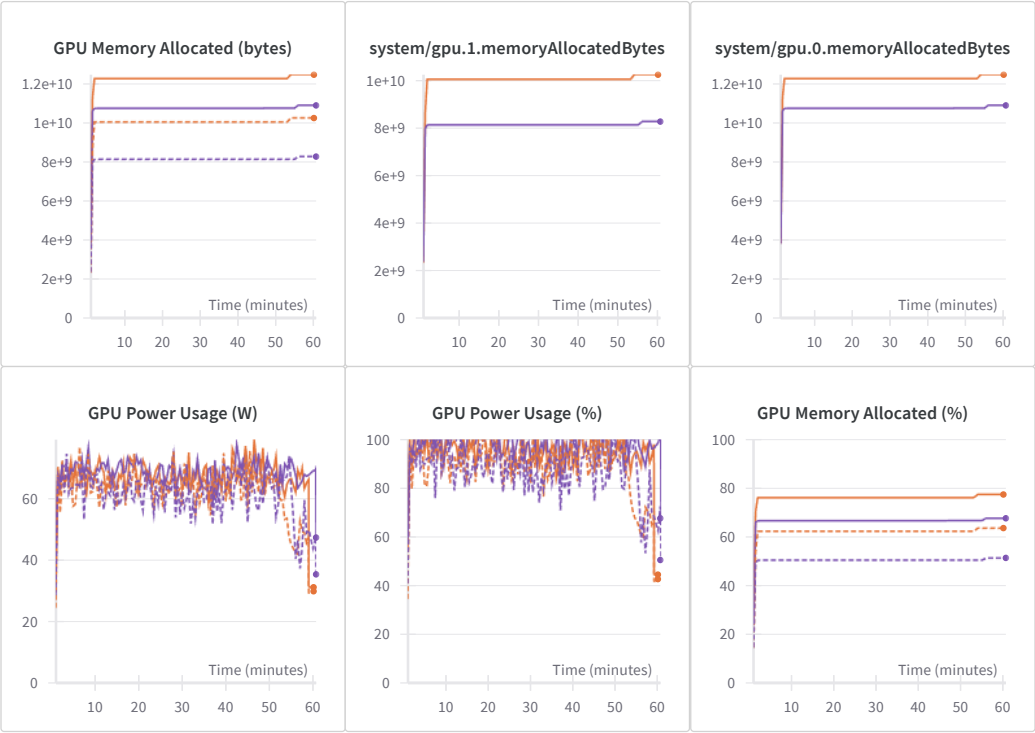 GPU Memory Allocated (bytes)
1.2e+10
1e+10
8e+9
6e+9
4e+9
2e+9
0
Time (minutes)
10 20 30 40 50 60
system/gpu.1.memoryAllocatedBytes
1e+10
8e+9
6e+9
4e+9
2e+9
0
Time (minutes)
10 20 30 40 50 60
system/gpu.0.memoryAllocatedBytes
1.2e+10
1e+10
8e+9
6e+9
4e+9
2e+9
0
Time (minutes)
10 20 30 40 50 60
GPU Power Usage (W)
60
40
20
0
Time (minutes)
10 20 30 40 50 60
GPU Power Usage (%)
100
80
60
40
20
0
Time (minutes)
10 20 30 40 50 60
GPU Memory Allocated (%)
100
80
60
40
20
0
Time (minutes)
10 20 30 40 50 60